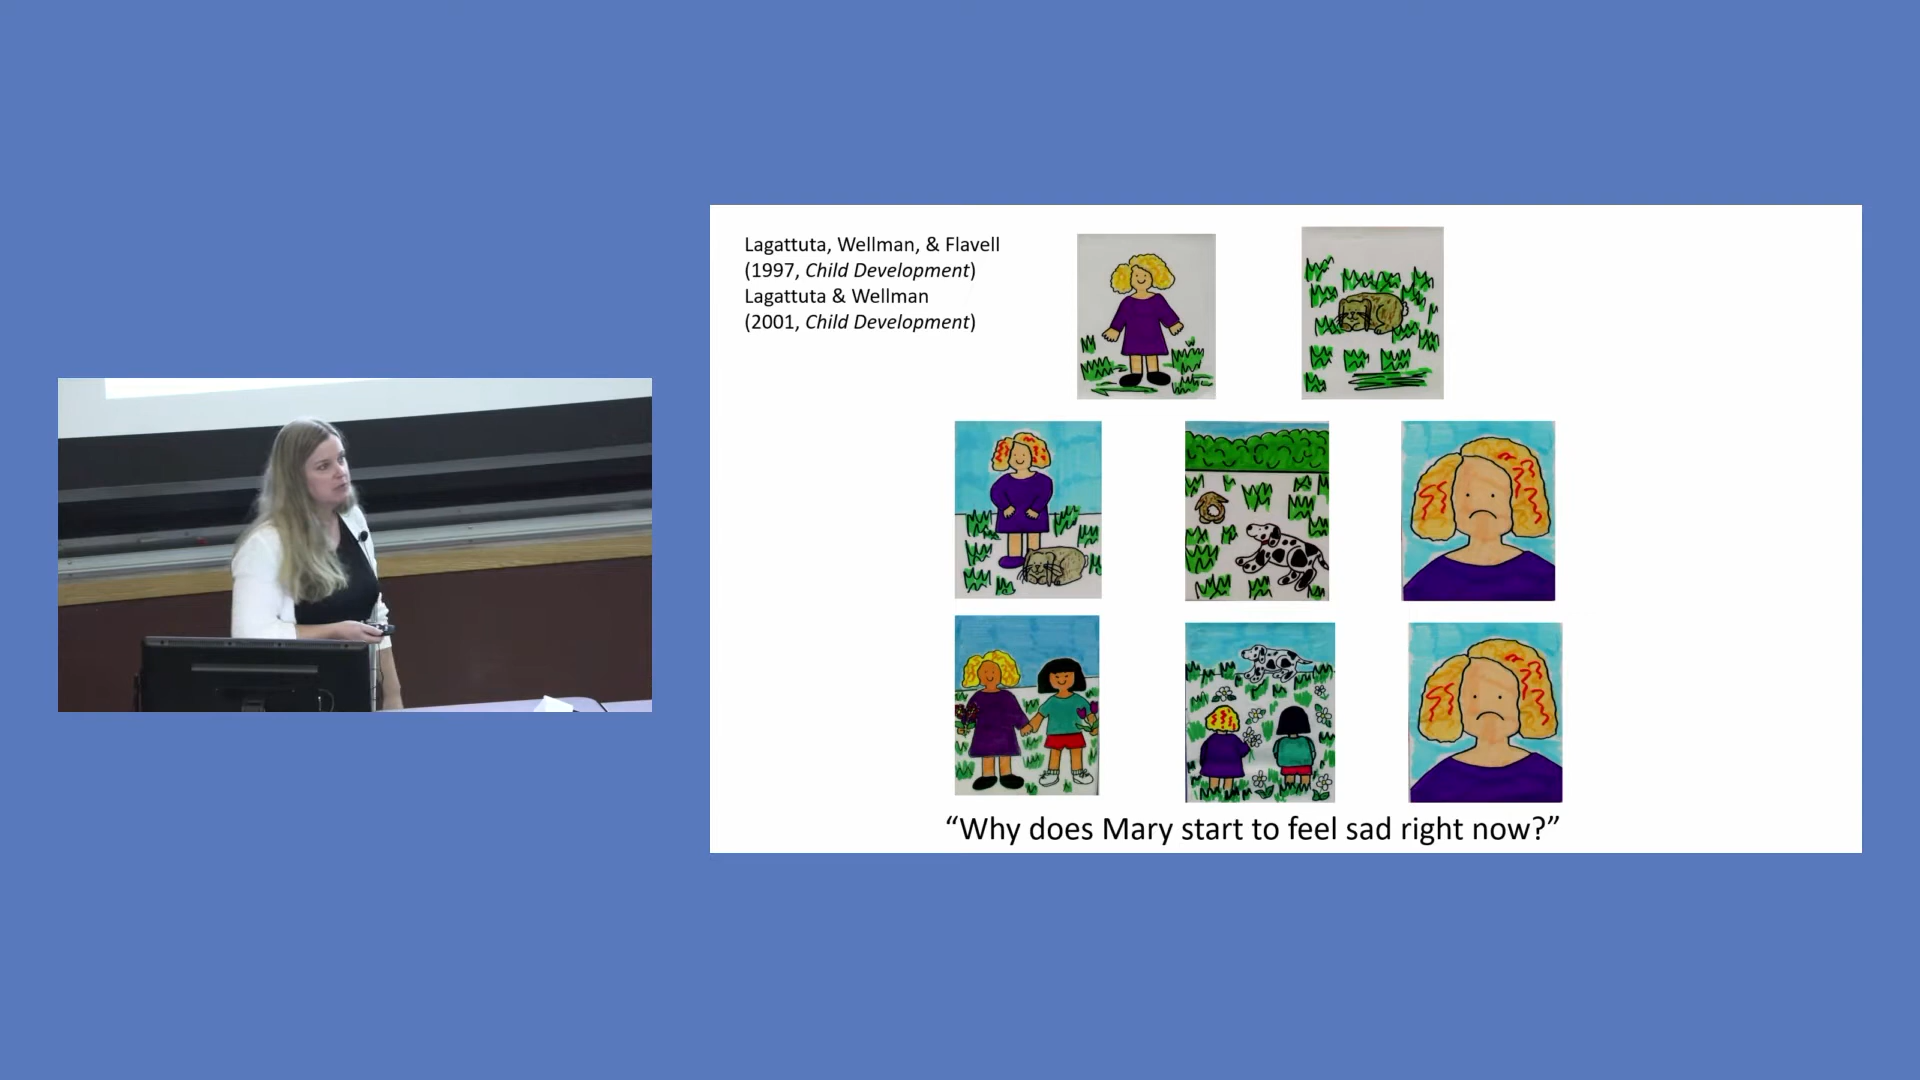 Lagattuta, Wellman, & Flavell
(1997, Child Development)
Lagattuta & Wellman
(2001, Child Development)
“Why does Mary start to feel sad right now?”